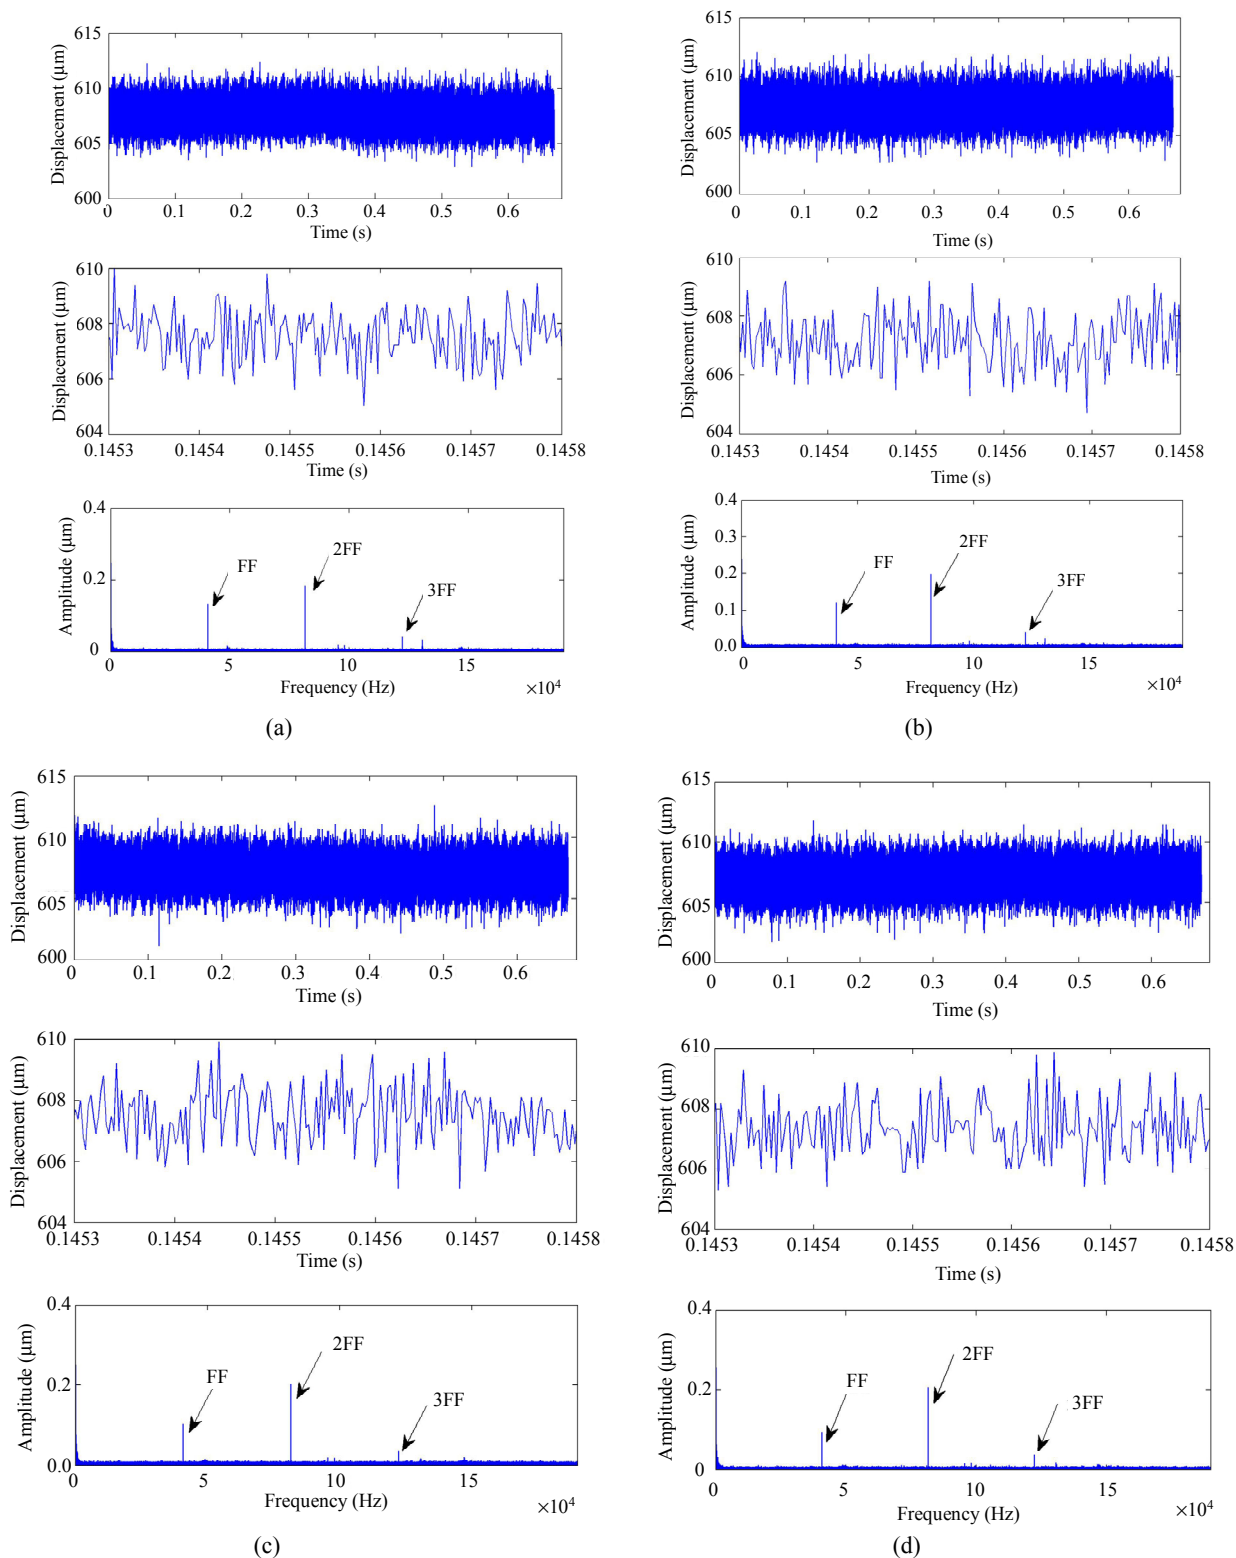 615
610
605
600
Displacement (μm)
0 0.1 0.2 0.3 0.4 0.5 0.6
Time (s)
610
608
606
604
Displacement (μm)
0.1453 0.1454 0.1455 0.1456 0.1457 0.1458
Time (s)
0.4
0.2
0
Amplitude (μm)
FF
2FF
3FF
0 5 10 15
Frequency (Hz)
×10⁴
(a)
615
610
605
600
Displacement (μm)
0 0.1 0.2 0.3 0.4 0.5 0.6
Time (s)
610
608
606
604
Displacement (μm)
0.1453 0.1454 0.1455 0.1456 0.1457 0.1458
Time (s)
0.4
0.3
0.2
0.1
0.0
Amplitude (μm)
FF
2FF
3FF
0 5 10 15
Frequency (Hz)
×10⁴
(b)
615
610
605
600
Displacement (μm)
0 0.1 0.2 0.3 0.4 0.5 0.6
Time (s)
610
608
606
604
Displacement (μm)
0.1453 0.1454 0.1455 0.1456 0.1457 0.1458
Time (s)
0.4
0.2
0.0
Amplitude (μm)
FF
2FF
3FF
5 10 15
Frequency (Hz)
×10⁴
(c)
615
610
605
600
Displacement (μm)
0 0.1 0.2 0.3 0.4 0.5 0.6
Time (s)
610
608
606
604
Displacement (μm)
0.1453 0.1454 0.1455 0.1456 0.1457 0.1458
Time (s)
0.4
0.2
0
Amplitude (μm)
FF
2FF
3FF
0 5 10 15
Frequency (Hz)
×10⁴
(d)